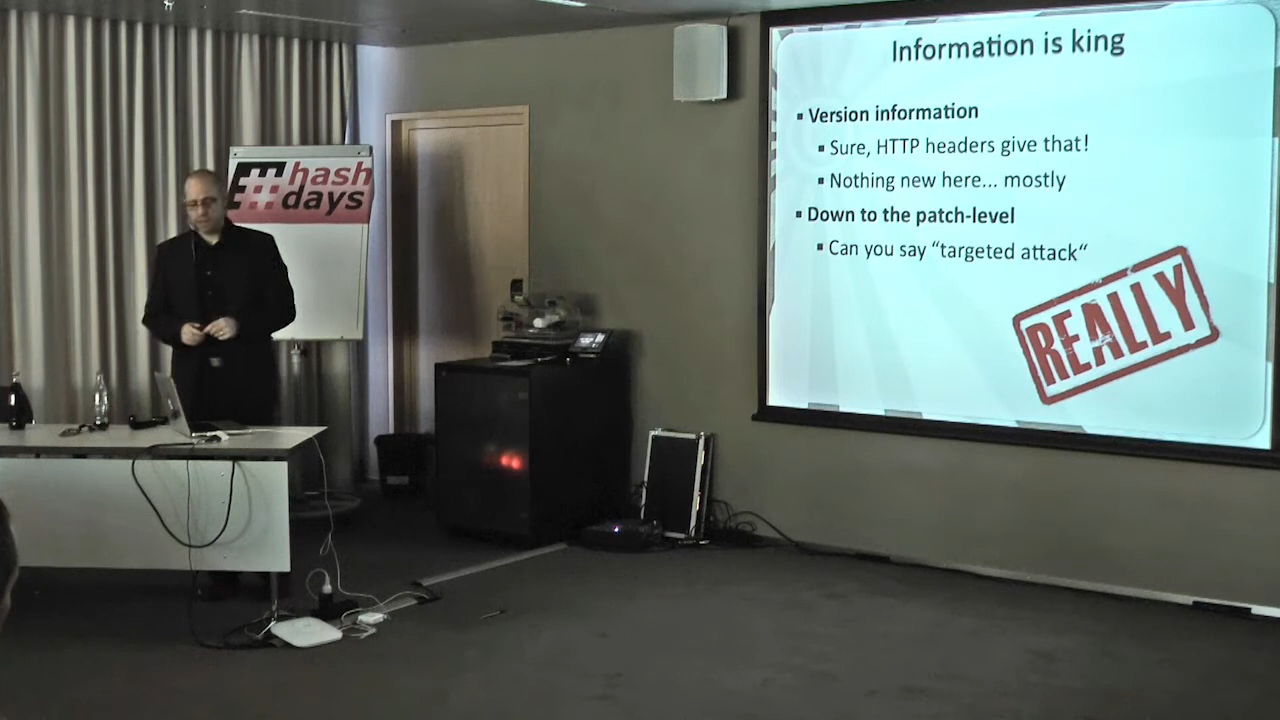 hash
days
Information is king
Version information
Sure, HTTP headers give that!
Nothing new here... mostly
Down to the patch-level
Can you say “targeted attack“
REALLY